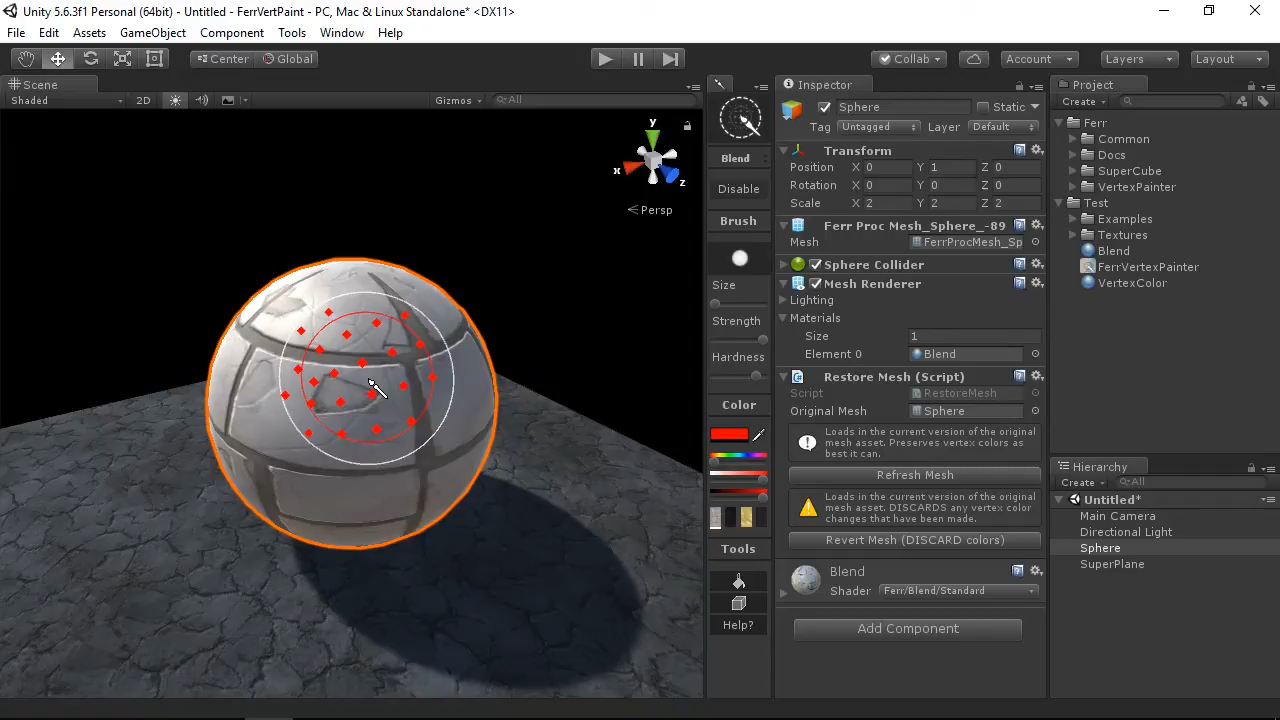 Unity 5.6.3f1 Personal (64bit) - Untitled - FerrVertPaint - PC, Mac & Linux Standalone* <DX11>
File Edit Assets GameObject Component Tools Window Help
Center Global Collab Account Layers Layout
Scene
Shaded 2D Gizmos All
y
x
z
Persp
Blend
Disable
Brush
Size
Strength
Hardness
Color
Tools
Help?
Inspector
Sphere Static
Tag Untagged Layer Default
Transform
Position X 0 Y 1 Z 0
Rotation X 0 Y 0 Z 0
Scale X 2 Y 2 Z 2
Ferr Proc Mesh_Sphere_-89
Mesh FerrProcMesh_Sp
Sphere Collider
Mesh Renderer
Lighting
Materials
Size 1
Element 0 Blend
Restore Mesh (Script)
Script RestoreMesh
Original Mesh Sphere
Loads in the current version of the original
mesh asset. Preserves vertex colors as
best it can.
Refresh Mesh
Loads in the current version of the original
mesh asset. DISCARDS any vertex color
changes that have been made.
Revert Mesh (DISCARD colors)
Blend
Shader Ferr/Blend/Standard
Add Component
Project
Create
Ferr
Common
Docs
SuperCube
VertexPainter
Test
Examples
Textures
Blend
FerrVertexPainter
VertexColor
Hierarchy
Create All
Untitled*
Main Camera
Directional Light
Sphere
SuperPlane